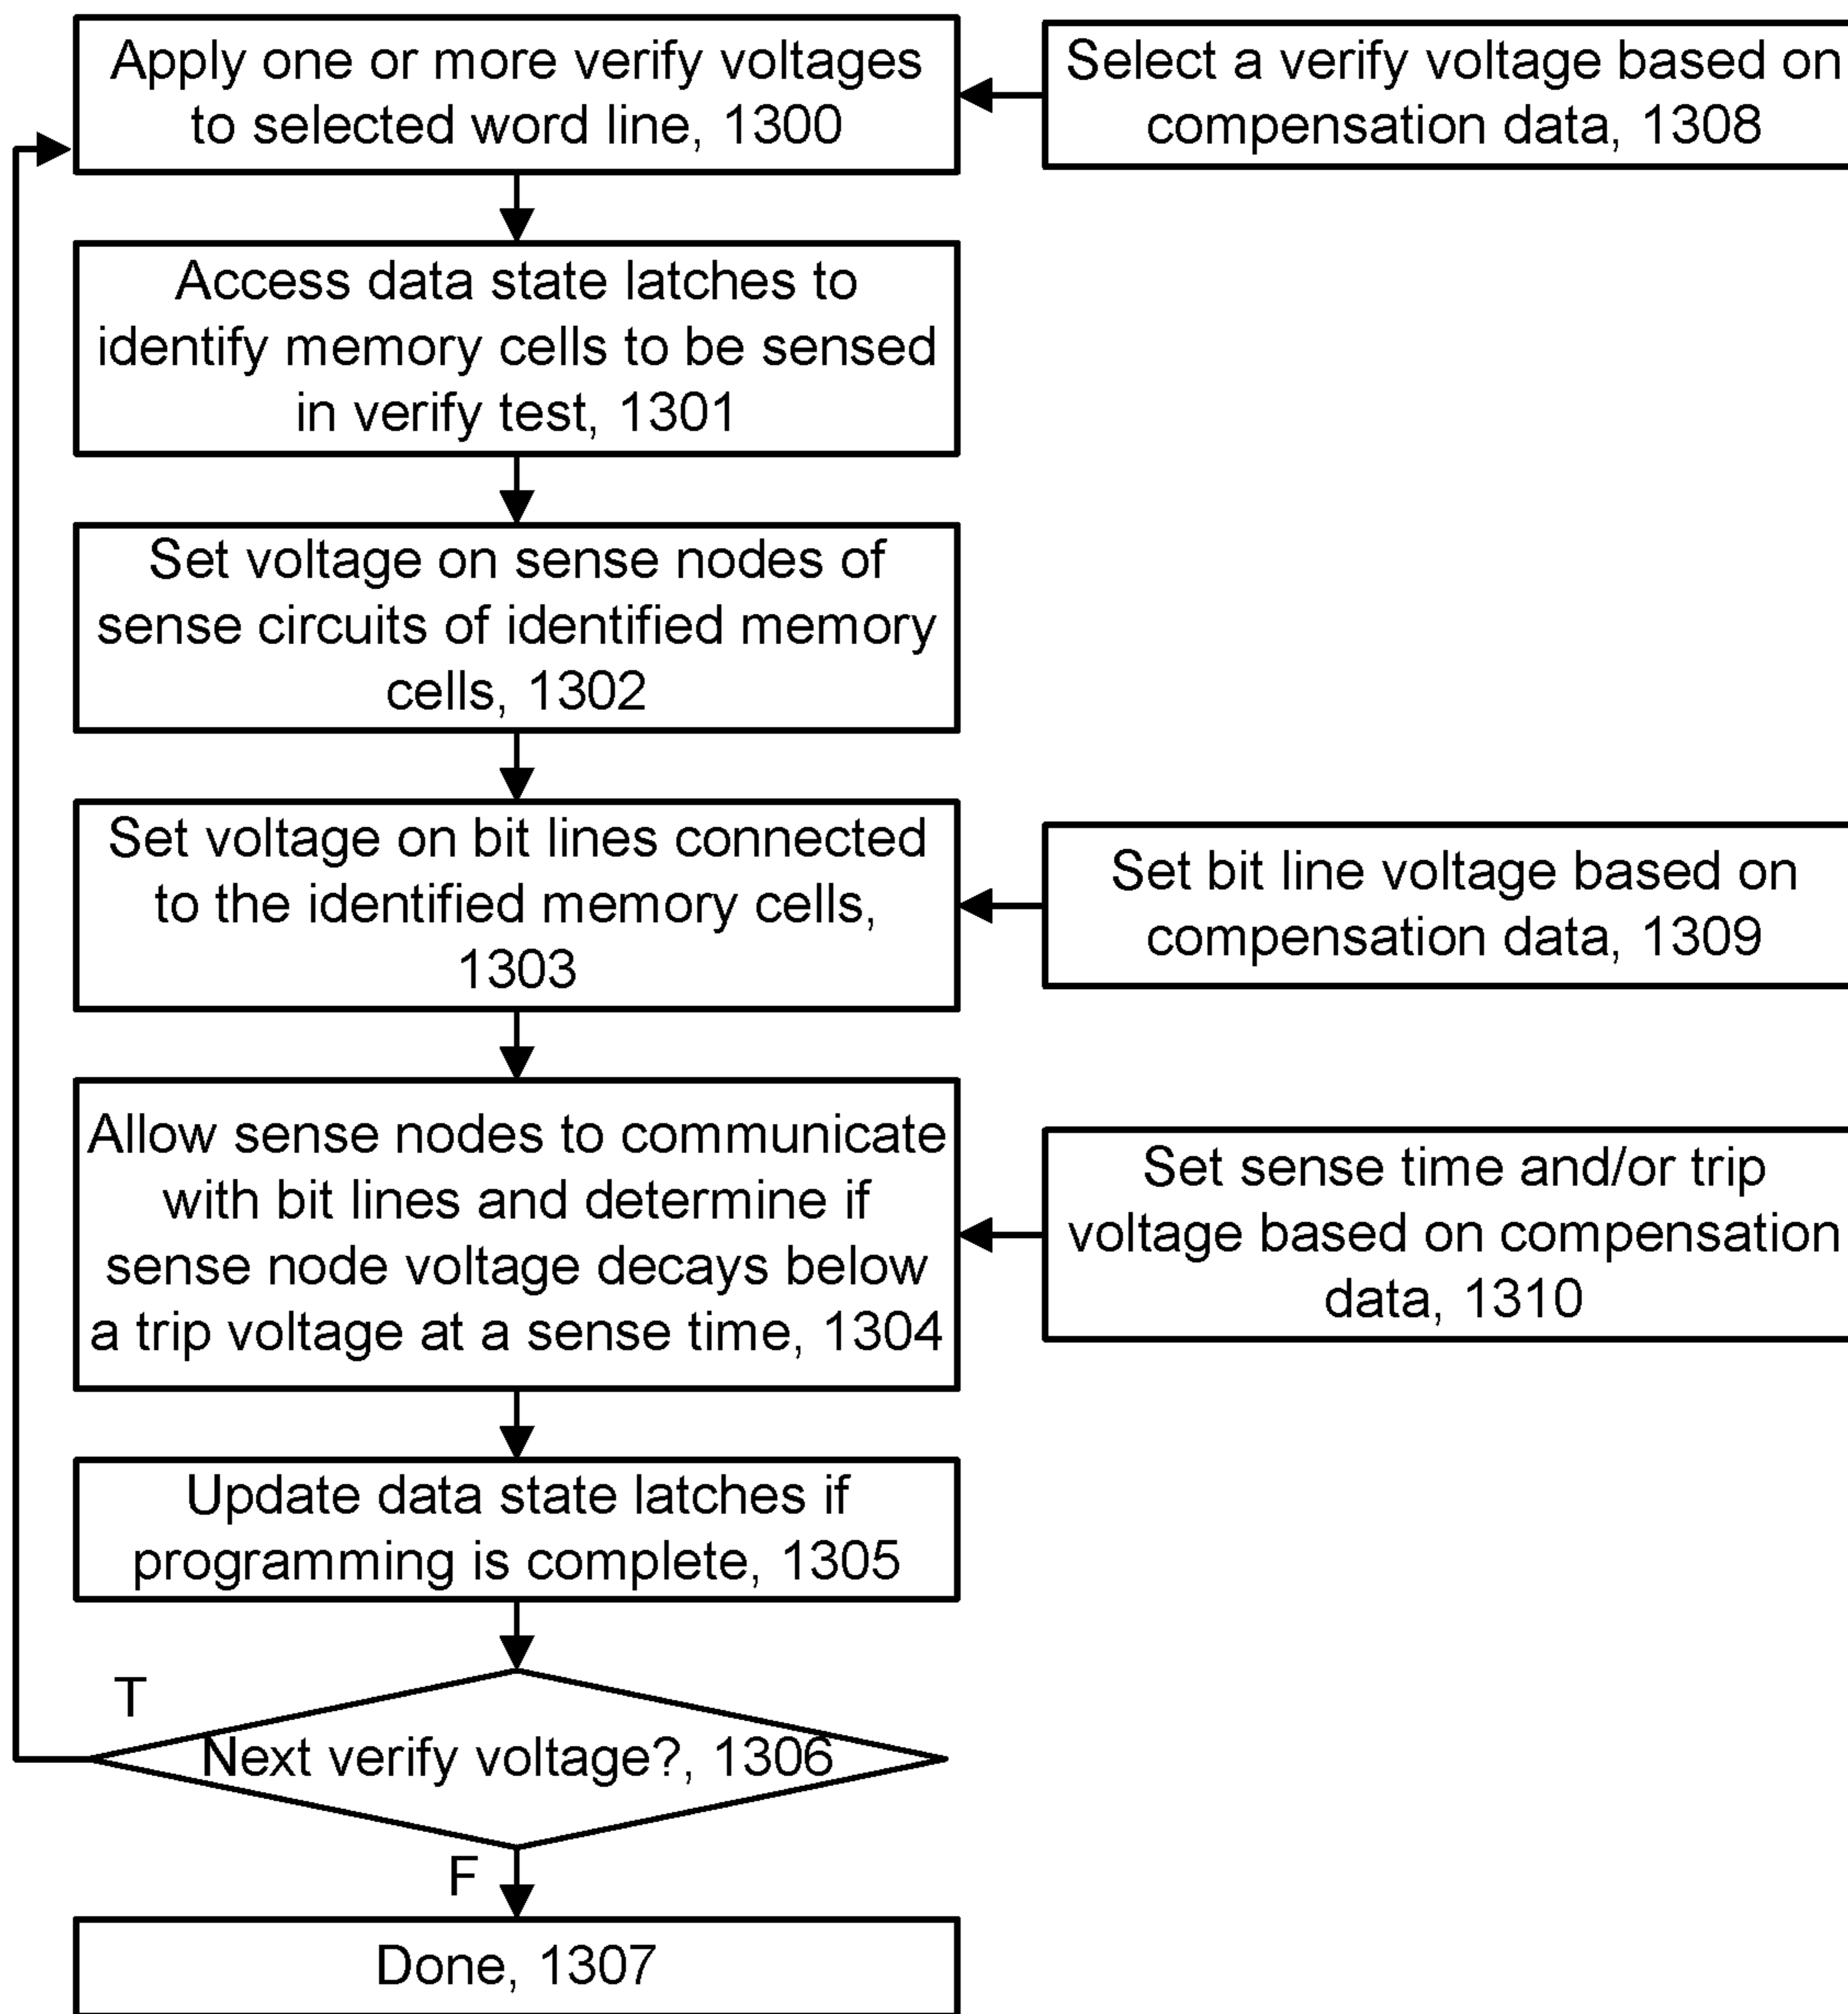 Apply one or more verify voltages
to selected word line, 1300
Select a verify voltage based on
compensation data, 1308
Access data state latches to
identify memory cells to be sensed
in verify test, 1301
Set voltage on sense nodes of
sense circuits of identified memory
cells, 1302
Set voltage on bit lines connected
to the identified memory cells,
1303
Set bit line voltage based on
compensation data, 1309
Allow sense nodes to communicate
with bit lines and determine if
sense node voltage decays below
a trip voltage at a sense time, 1304
Set sense time and/or trip
voltage based on compensation
data, 1310
Update data state latches if
programming is complete, 1305
T
Next verify voltage?, 1306
F
Done, 1307